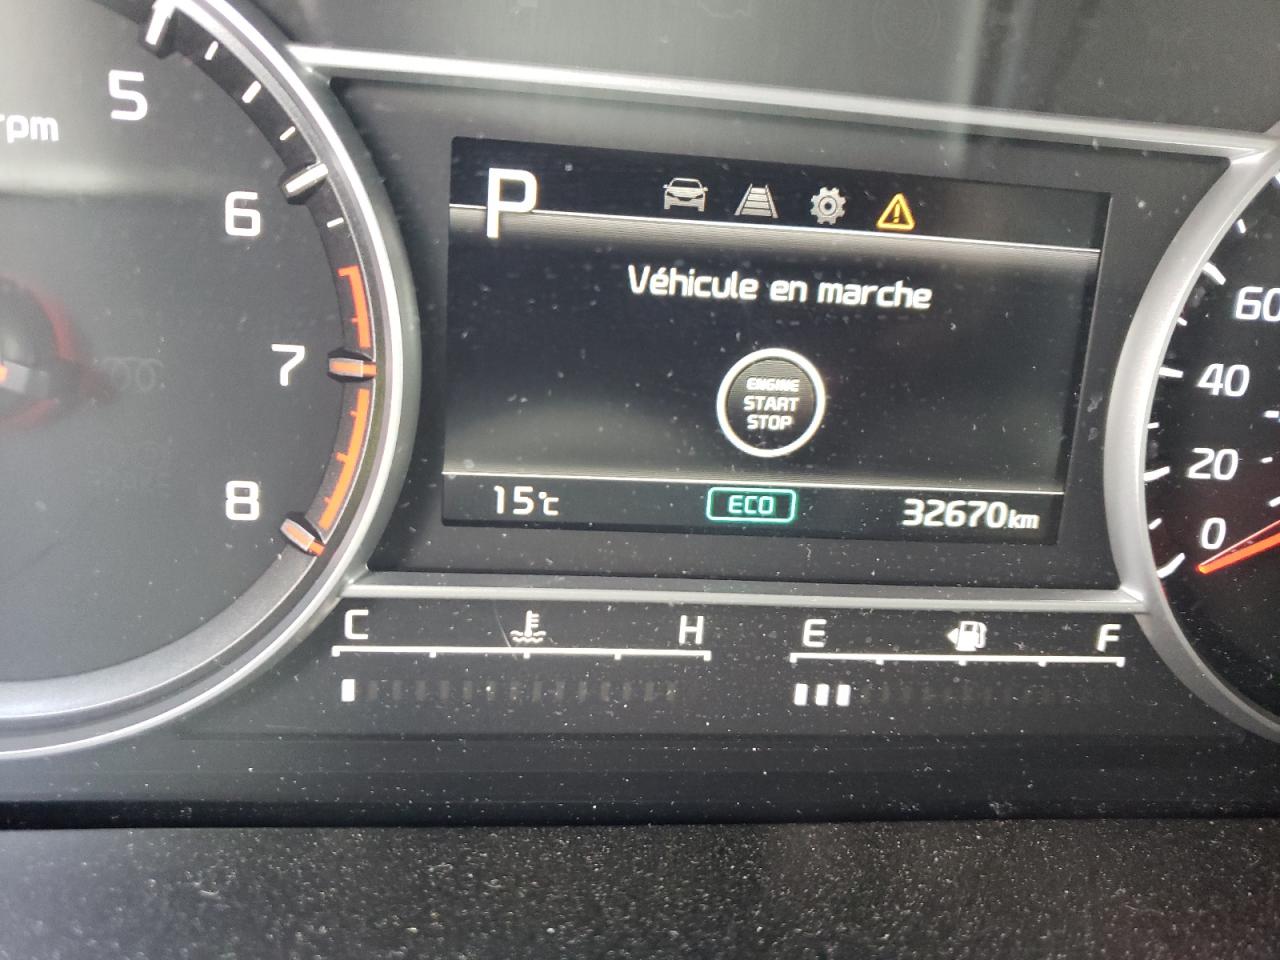 5
rpm
6
7
8
P
Véhicule en marche
ENGINE
START
STOP
15°c
ECO
32670km
C
H
E
F
60
40
20
0